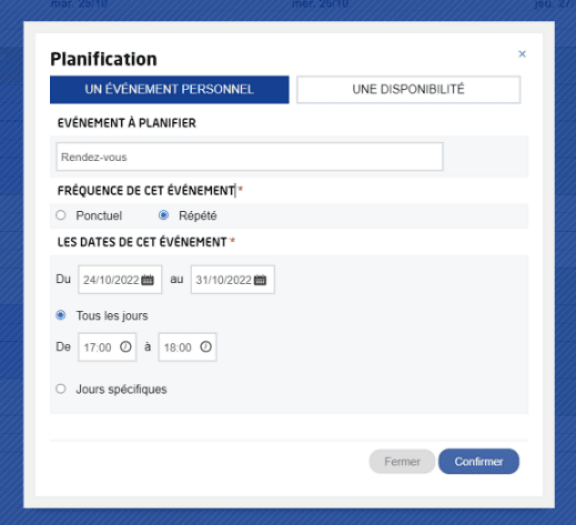 mar. 25/10 mer. 26/10 jeu. 27/
Planification ×
UN ÉVÉNEMENT PERSONNEL UNE DISPONIBILITÉ
EVÉNEMENT À PLANIFIER
Rendez-vous
FRÉQUENCE DE CET ÉVÉNEMENT *
Ponctuel Répété
LES DATES DE CET ÉVÉNEMENT *
Du 24/10/2022 au 31/10/2022
Tous les jours
De 17:00 à 18:00
Jours spécifiques
Fermer Confirmer